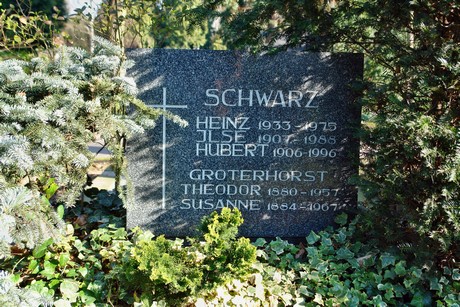 SCHWARZ
HEINZ 1933 - 1975
ILSE 1907 - 1988
HUBERT 1906 - 1996
GROTERHORST
THEODOR 1880 - 1957
SUSANNE 1884 - 1967